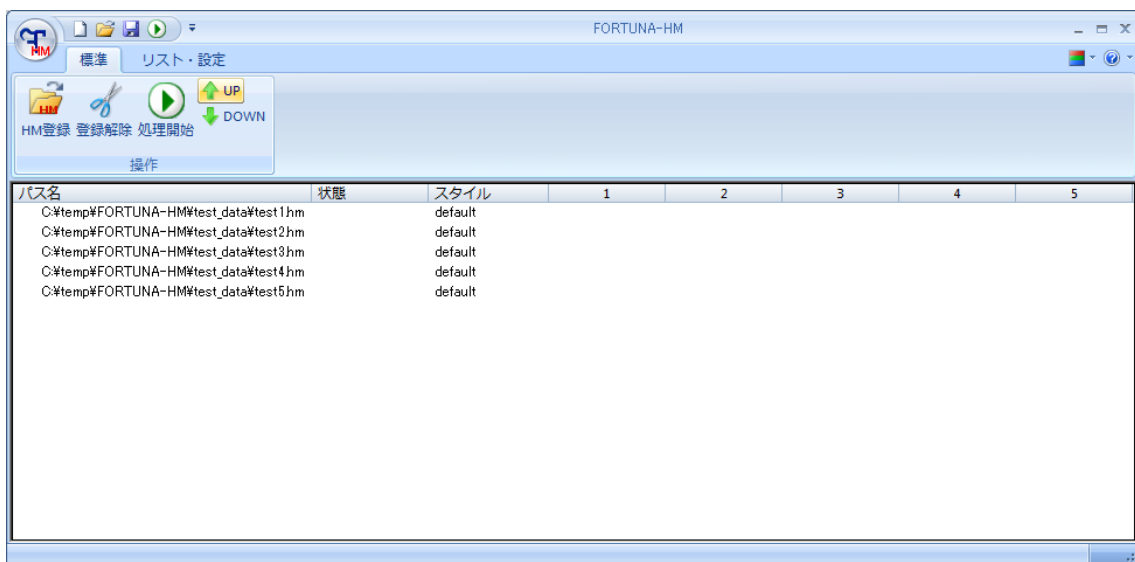 FORTUNA-HM
HM
標準 リスト・設定
HM
UP
DOWN
HM登録 登録解除 処理開始
操作
パス名 状態 スタイル 1 2 3 4 5
C:¥temp¥FORTUNA-HM¥test_data¥test1.hm default
C:¥temp¥FORTUNA-HM¥test_data¥test2.hm default
C:¥temp¥FORTUNA-HM¥test_data¥test3.hm default
C:¥temp¥FORTUNA-HM¥test_data¥test4.hm default
C:¥temp¥FORTUNA-HM¥test_data¥test5.hm default